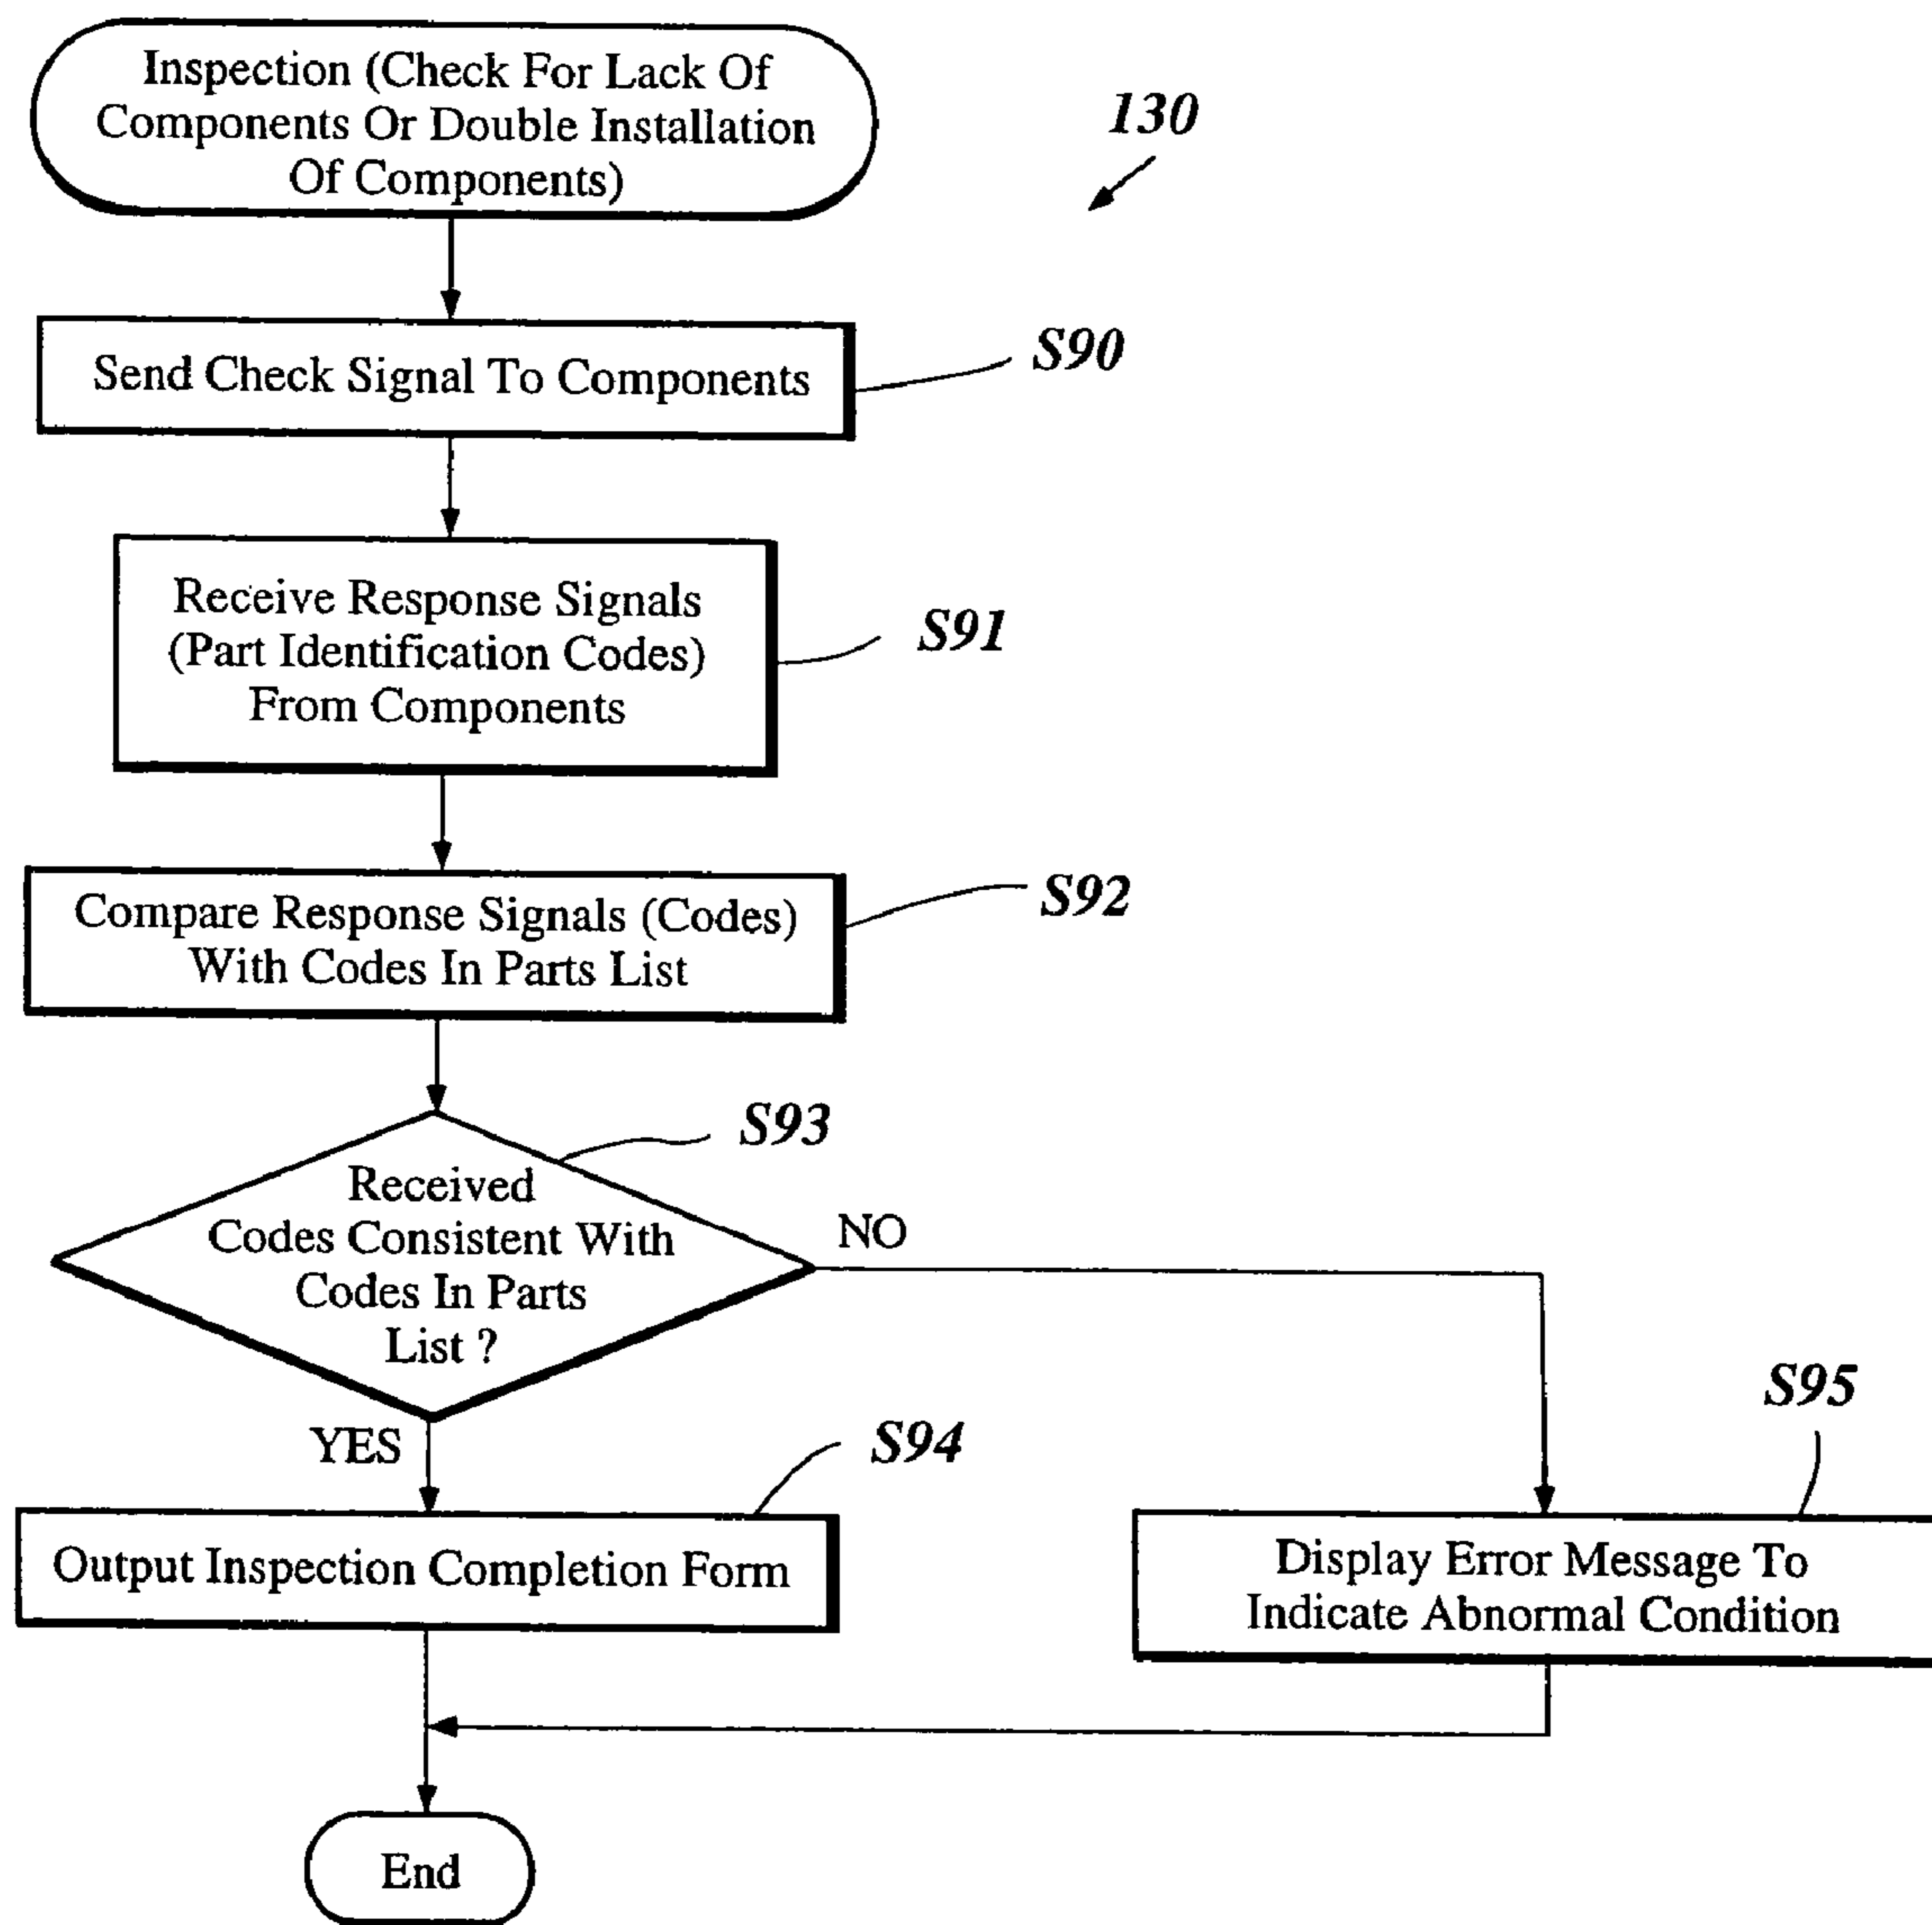 Inspection (Check For Lack Of
Components Or Double Installation
Of Components)
130
Send Check Signal To Components
S90
Receive Response Signals
(Part Identification Codes)
From Components
S91
Compare Response Signals (Codes)
With Codes In Parts List
S92
S93
Received
Codes Consistent With
Codes In Parts
List ?
NO
YES
S94
S95
Output Inspection Completion Form
Display Error Message To
Indicate Abnormal Condition
End